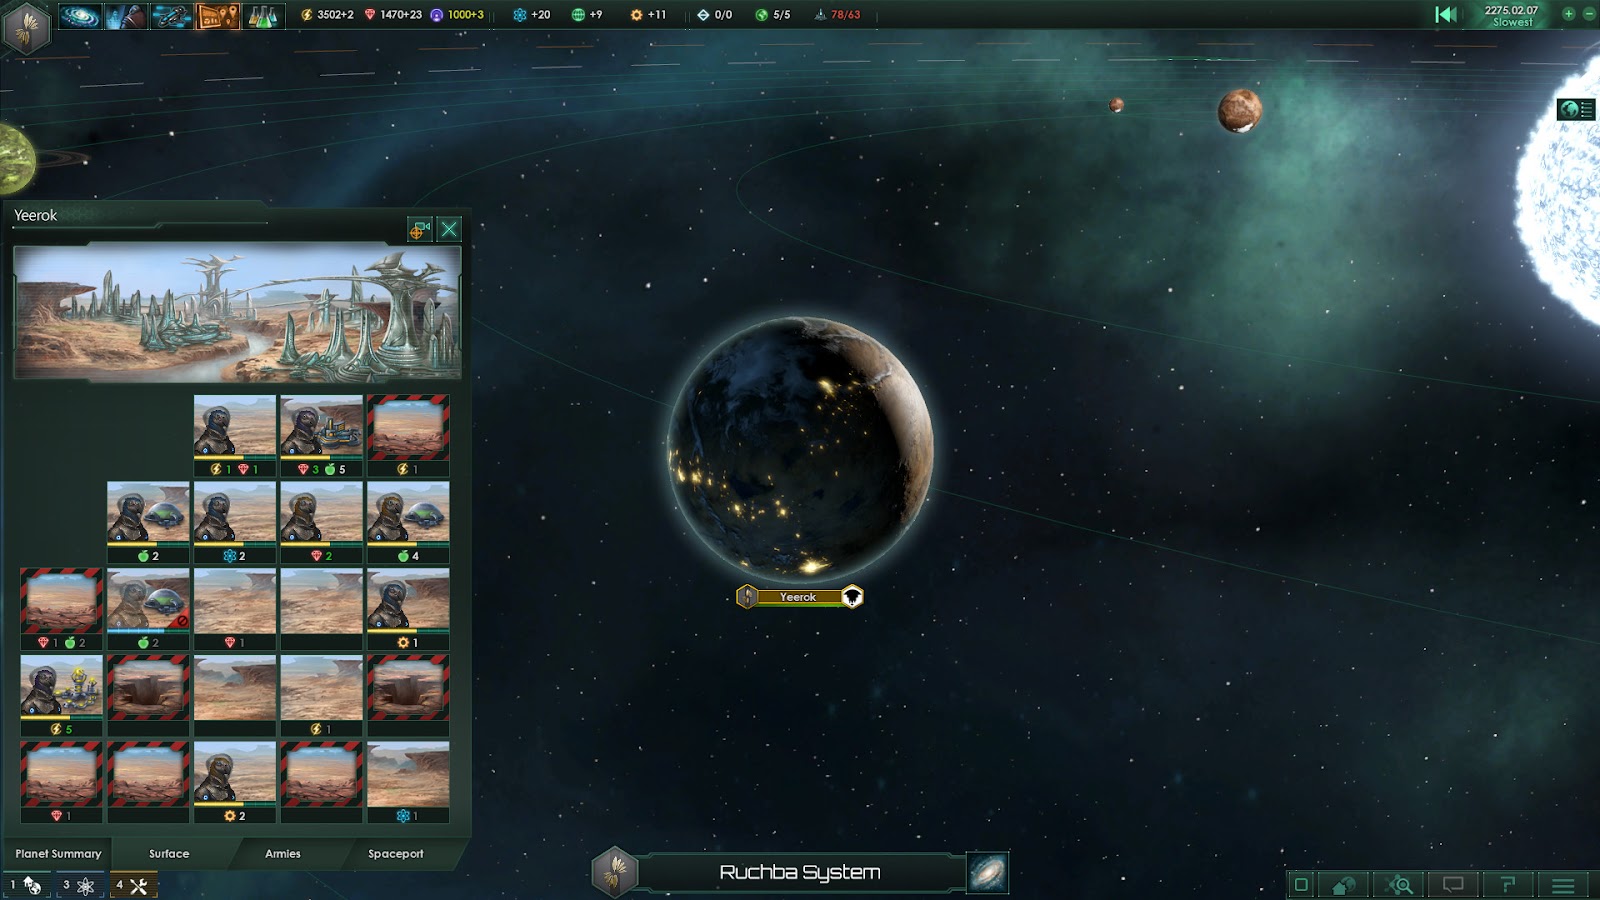 3502+2 1470+23 1000+3 +20 +9 +11 0/0 5/5 78/63
2275.02.07
Slowest
Yeerok
1 1 3 5 1
2 2 2 4
1 2 2 1 1
5 1
1 2 1
Yeerok
Planet Summary Surface Armies Spaceport
1 3 4
Ruchba System